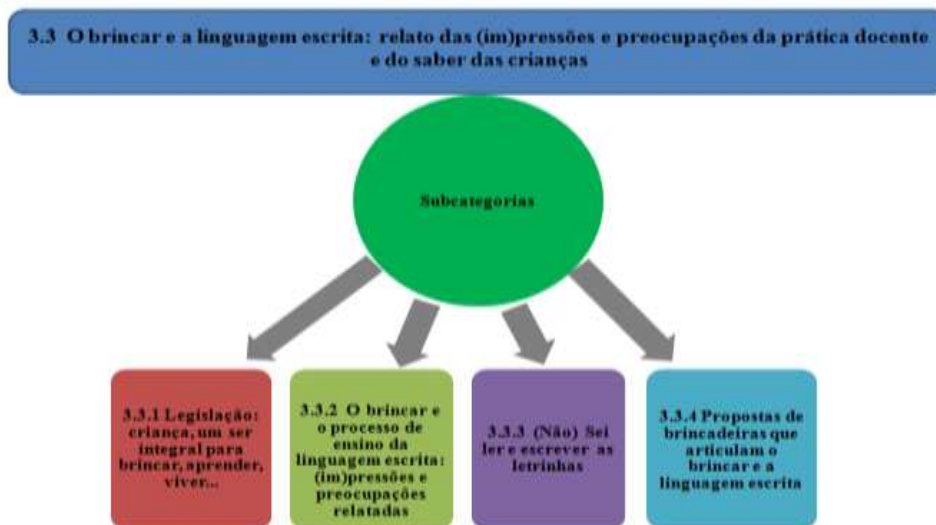 3.3 O brincar e a linguagem escrita: relato das (im)pressões e preocupações da prática docente
e do saber das crianças
Subcategorias
3.3.1 Legislação:
criança, um ser
integral para
brincar, aprender,
viver...
3.3.2 O brincar e
o processo de
ensino da
linguagem escrita:
(im)pressões e
preocupações
relatadas
3.3.3 (Não) Sei
ler e escrever as
letrinhas
3.3.4 Propostas de
brincadeiras que
articulam o
brincar e a
linguagem escrita